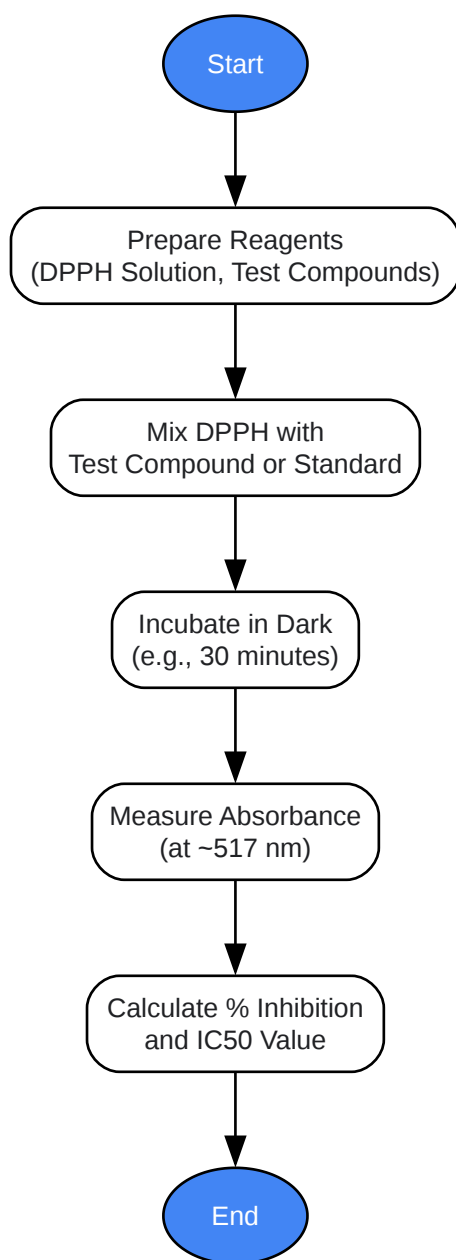 Start
Prepare Reagents
(DPPH Solution, Test Compounds)
Mix DPPH with
Test Compound or Standard
Incubate in Dark
(e.g., 30 minutes)
Measure Absorbance
(at ~517 nm)
Calculate % Inhibition
and IC50 Value
End